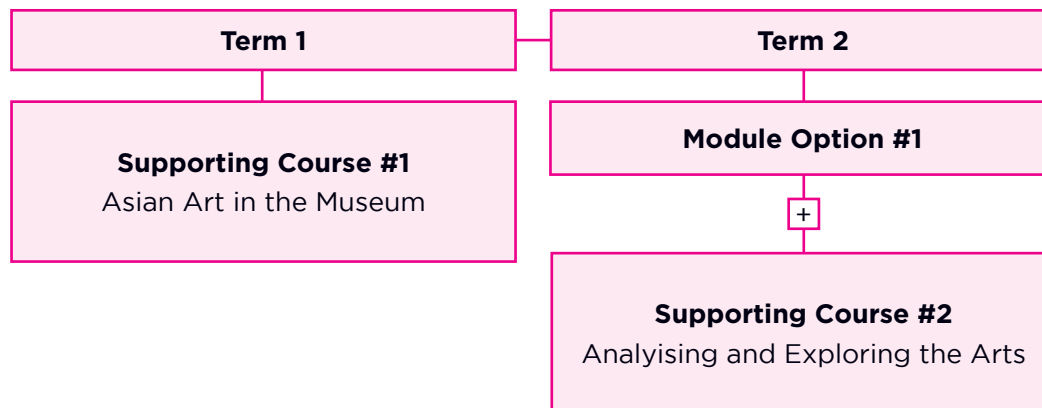 Term 1
Supporting Course #1
Asian Art in the Museum
Term 2
Module Option #1
+
Supporting Course #2
Analyising and Exploring the Arts